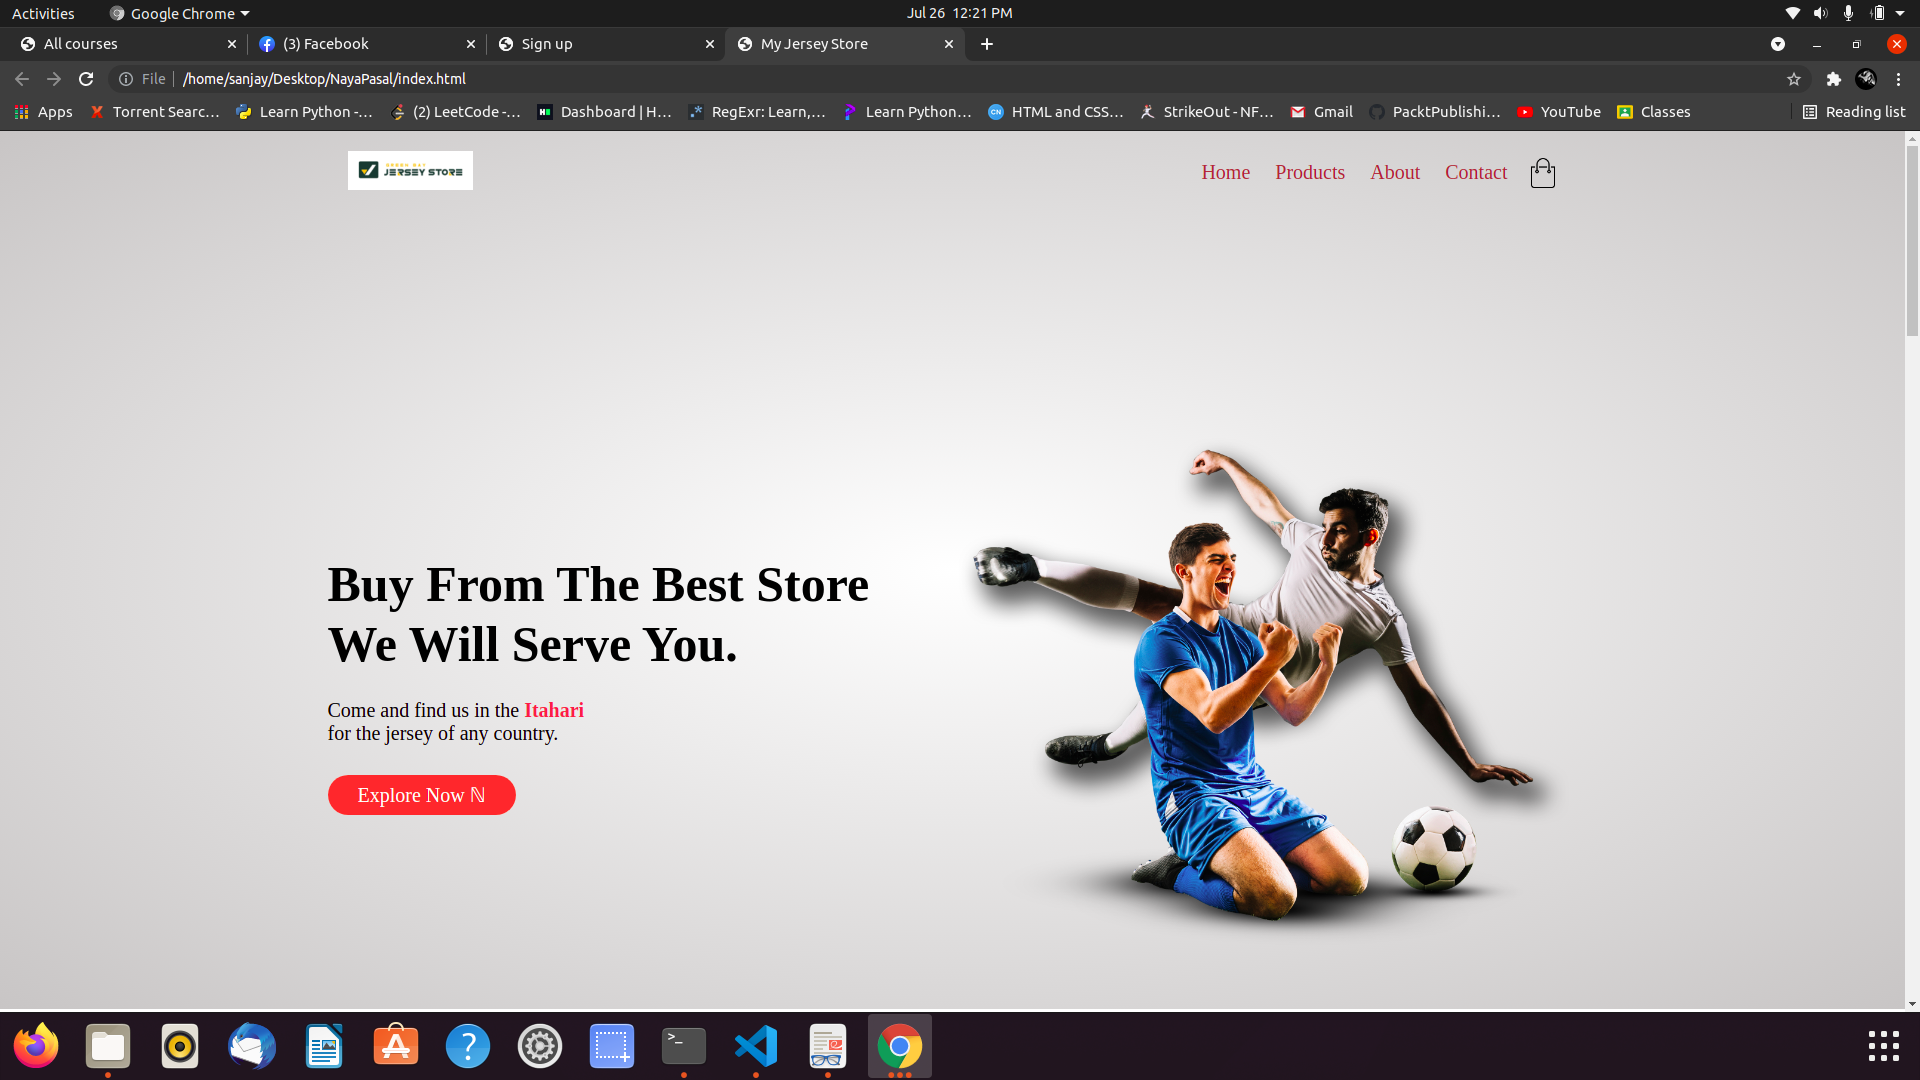 Activities
Google Chrome
Jul 26 12:21 PM
All courses
(3) Facebook
Sign up
My Jersey Store
File
/home/sanjay/Desktop/NayaPasal/index.html
Apps
Torrent Searc...
Learn Python -...
(2) LeetCode -...
Dashboard | H...
RegExr: Learn,...
Learn Python...
HTML and CSS...
StrikeOut - NF...
Gmail
PacktPublishi...
YouTube
Classes
Reading list
JERSEY STORE
Home
Products
About
Contact
Buy From The Best Store
We Will Serve You.
Come and find us in the Itahari
for the jersey of any country.
Explore Now ℕ